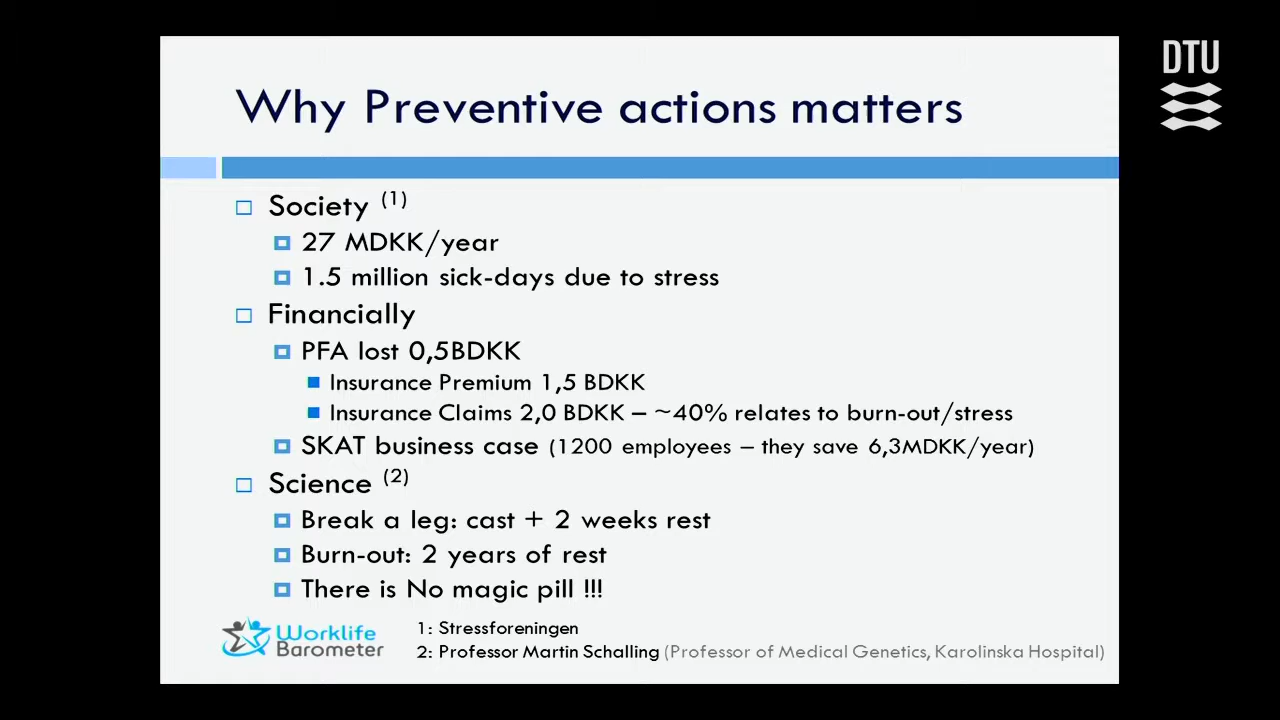 DTU
Why Preventive actions matters
Society (1)
27 MDKK/year
1.5 million sick-days due to stress
Financially
PFA lost 0,5BDKK
Insurance Premium 1,5 BDKK
Insurance Claims 2,0 BDKK – ~40% relates to burn-out/stress
SKAT business case (1200 employees – they save 6,3MDKK/year)
Science (2)
Break a leg: cast + 2 weeks rest
Burn-out: 2 years of rest
There is No magic pill !!!
Worklife
Barometer
1: Stressforeningen
2: Professor Martin Schalling (Professor of Medical Genetics, Karolinska Hospital)